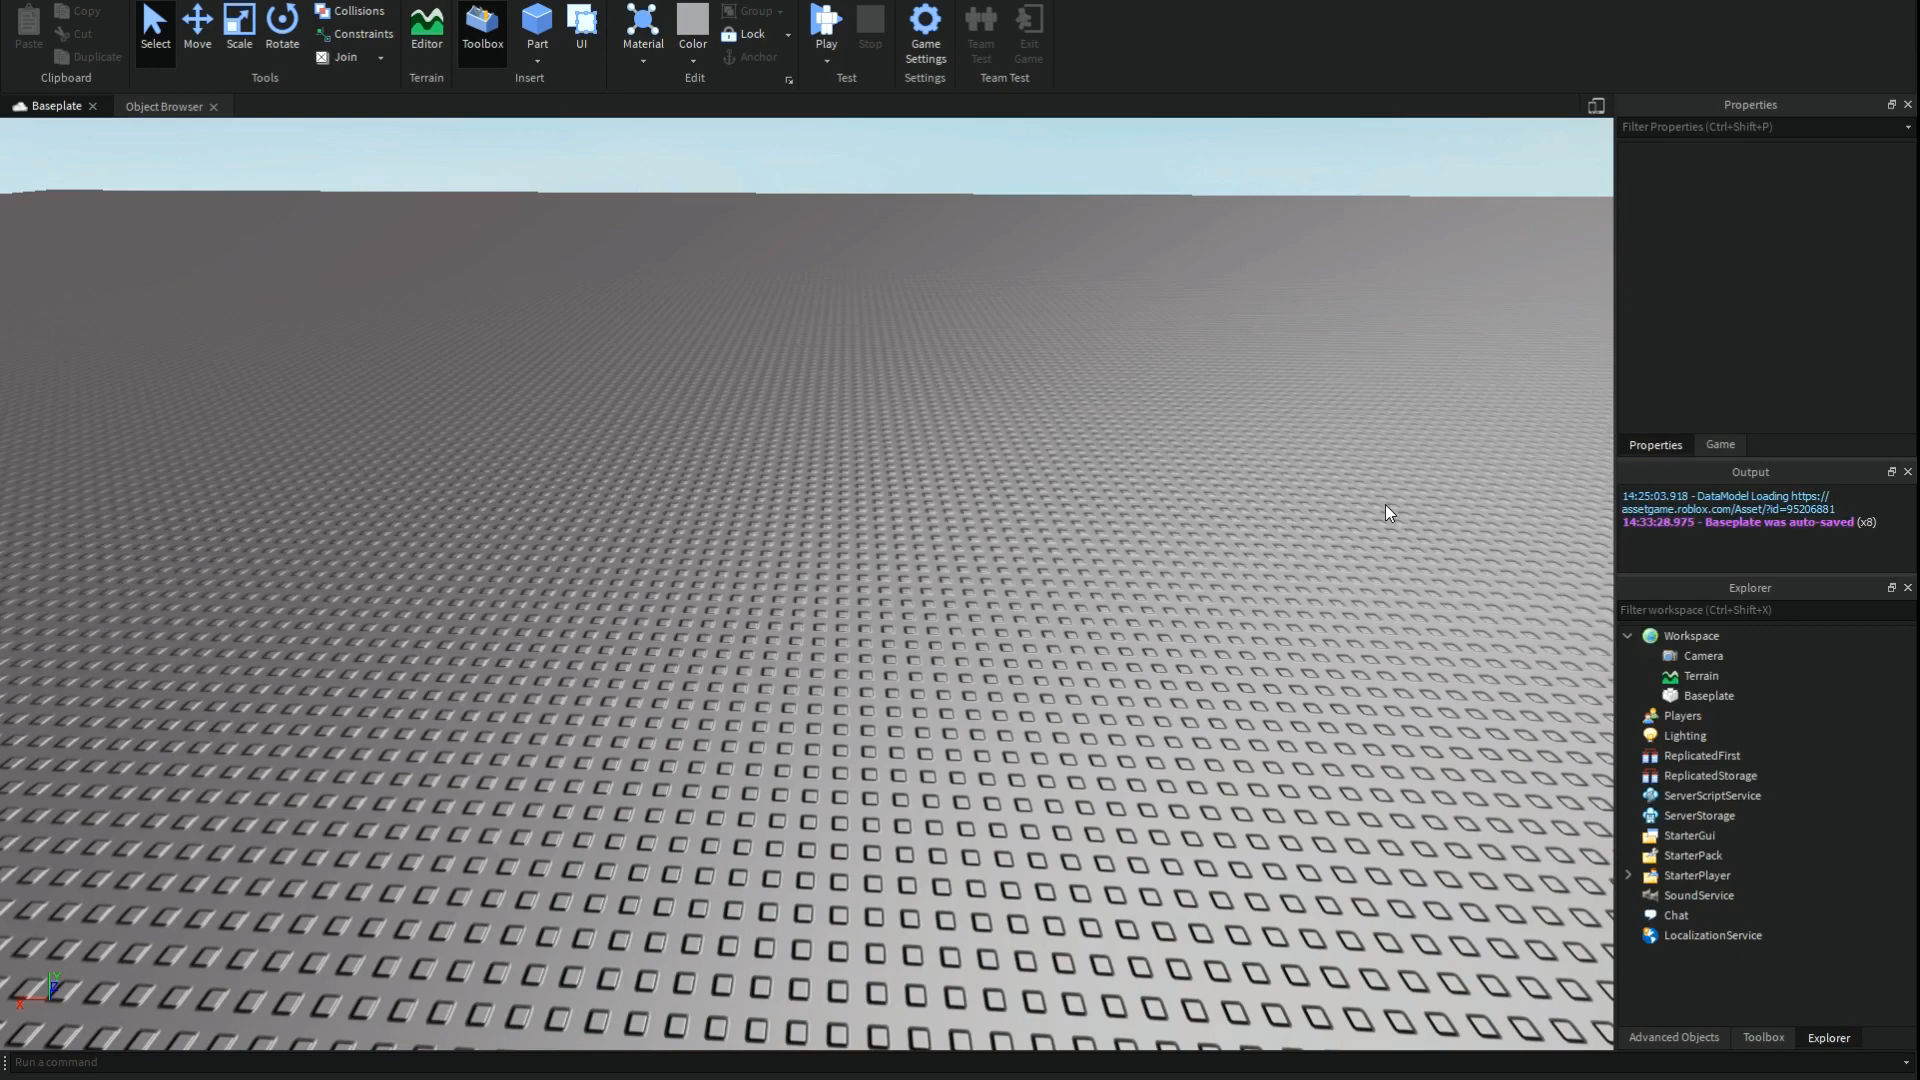 Paste
Copy
Cut
Duplicate
Clipboard
Select
Move
Scale
Rotate
Collisions
Constraints
Join
Tools
Editor
Terrain
Toolbox
Part
UI
Insert
Material
Color
Group
Lock
Anchor
Edit
Play
Stop
Test
Game
Settings
Settings
Team
Test
Exit
Game
Team Test
Baseplate
Object Browser
Properties
Filter Properties (Ctrl+Shift+P)
Properties
Game
Output
14:25:03.918 - DataModel Loading https://
assetgame.roblox.com/Asset/?id=95206881
14:33:28.975 - Baseplate was auto-saved (x8)
Explorer
Filter workspace (Ctrl+Shift+X)
Workspace
Camera
Terrain
Baseplate
Players
Lighting
ReplicatedFirst
ReplicatedStorage
ServerScriptService
ServerStorage
StarterGui
StarterPack
StarterPlayer
SoundService
Chat
LocalizationService
Advanced Objects
Toolbox
Explorer
Y
Z
X
Run a command